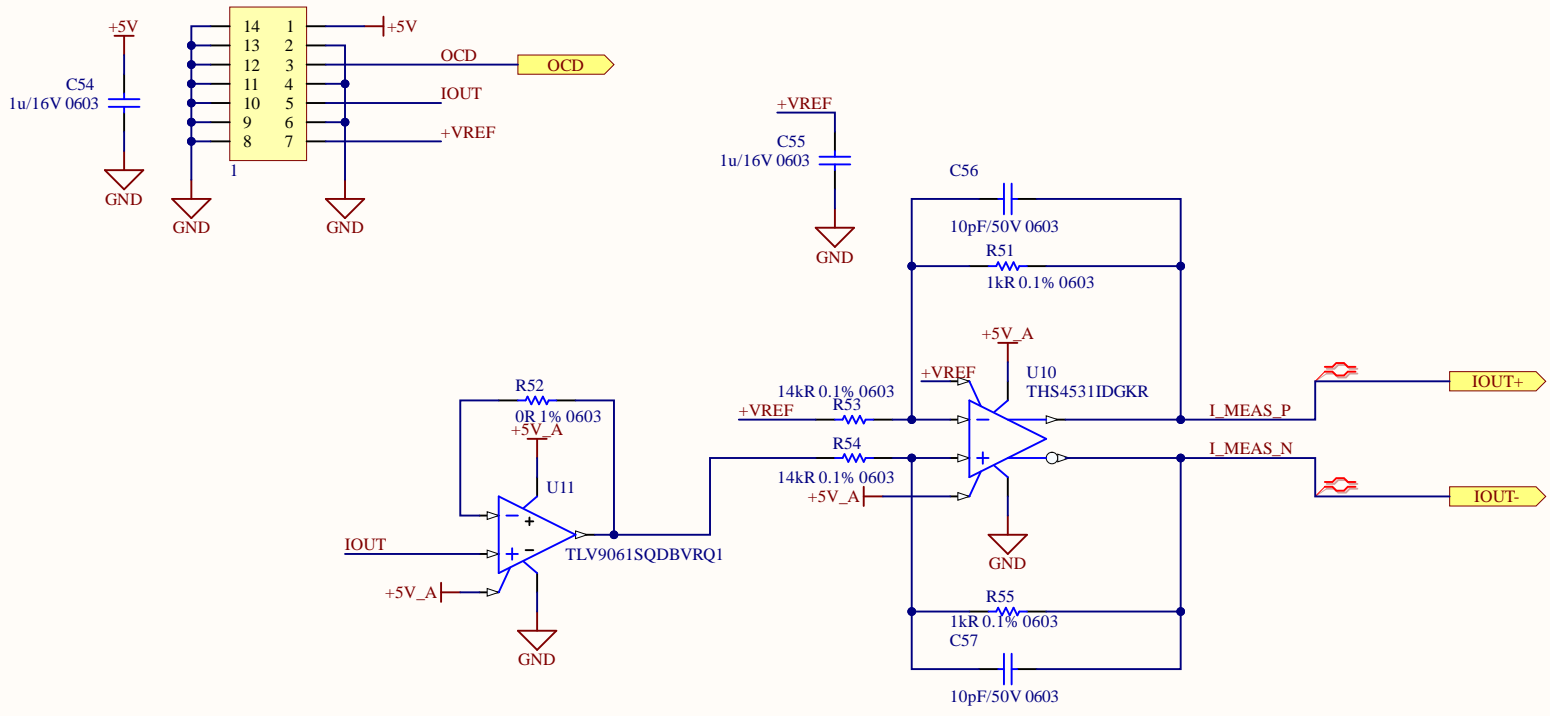 +5V
C54
1u/16V 0603
GND
14 1
13 2
12 3
11 4
10 5
9 6
8 7
1
GND
GND
+5V
OCD
OCD
IOUT
+VREF
+VREF
C55
1u/16V 0603
GND
C56
10pF/50V 0603
R51
1kR 0.1% 0603
+5V_A
+VREF
U10
THS4531IDGKR
14kR 0.1% 0603
R53
+VREF
R54
14kR 0.1% 0603
+5V_A
GND
I_MEAS_P
I_MEAS_N
IOUT+
IOUT-
R52
0R 1% 0603
+5V_A
U11
TLV9061SQDBVRQ1
IOUT
+5V_A
GND
R55
1kR 0.1% 0603
C57
10pF/50V 0603